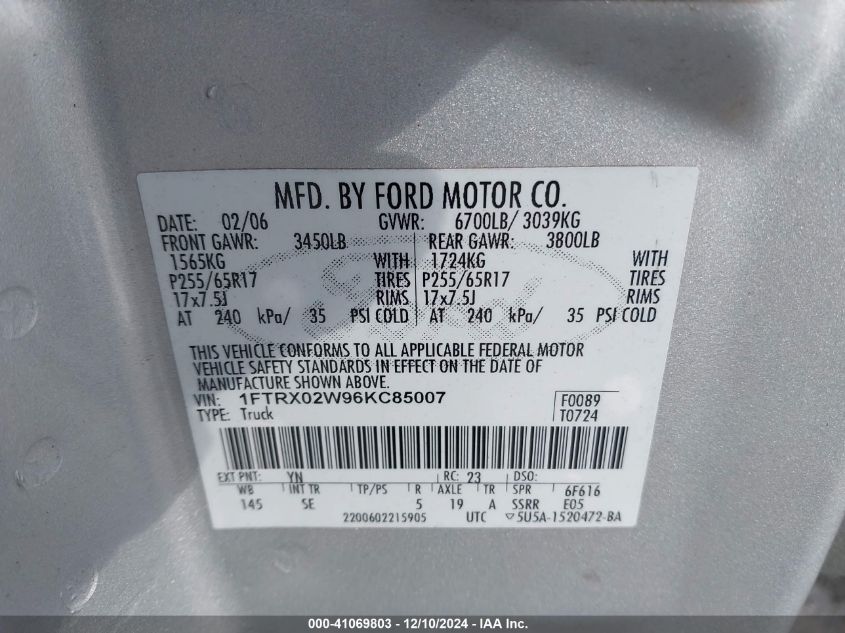 MFD. BY FORD MOTOR CO.
DATE: 02/06 GVWR: 6700LB/ 3039KG
FRONT GAWR: 3450LB REAR GAWR: 3800LB
1565KG WITH 1724KG WITH
P255/65R17 TIRES P255/65R17 TIRES
17x7.5J RIMS 17x7.5J RIMS
AT 240 kPa/ 35 PSI COLD AT 240 kPa/ 35 PSI COLD
THIS VEHICLE CONFORMS TO ALL APPLICABLE FEDERAL MOTOR
VEHICLE SAFETY STANDARDS IN EFFECT ON THE DATE OF
MANUFACTURE SHOWN ABOVE.
VIN: 1FTRX02W96KC85007 F0089
TYPE: Truck T0724
EXT PNT: YN RC: 23 DSO:
WB INT TR TP/PS R AXLE TR SPR 6F616
145 SE 5 19 A SSRR E05
2200602215905 UTC ▽5U5A-1520472-BA
000-41069803 - 12/10/2024 - IAA Inc.